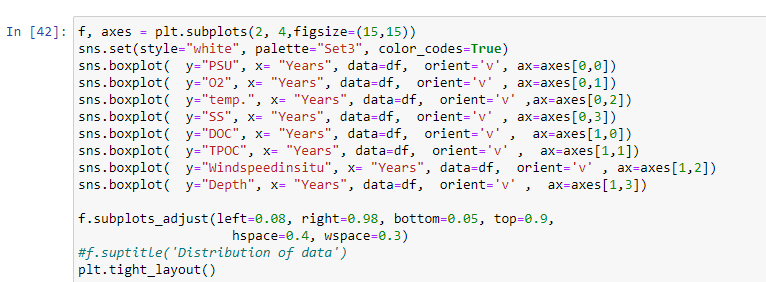 In [42]: f, axes = plt.subplots(2, 4,figsize=(15,15))
sns.set(style="white", palette="Set3", color_codes=True)
sns.boxplot(  y="PSU", x= "Years", data=df,  orient='v' , ax=axes[0,0])
sns.boxplot(  y="O2", x= "Years", data=df,  orient='v' , ax=axes[0,1])
sns.boxplot(  y="temp.", x= "Years", data=df,  orient='v' ,ax=axes[0,2])
sns.boxplot(  y="SS", x= "Years", data=df,  orient='v' ,  ax=axes[0,3])
sns.boxplot(  y="DOC", x= "Years", data=df,  orient='v' ,  ax=axes[1,0])
sns.boxplot(  y="TPOC", x= "Years", data=df,  orient='v' ,  ax=axes[1,1])
sns.boxplot(  y="Windspeedinsitu", x= "Years", data=df,  orient='v' , ax=axes[1,2])
sns.boxplot(  y="Depth", x= "Years", data=df,  orient='v' ,  ax=axes[1,3])
f.subplots_adjust(left=0.08, right=0.98, bottom=0.05, top=0.9,
hspace=0.4, wspace=0.3)
#f.suptitle('Distribution of data')
plt.tight_layout()